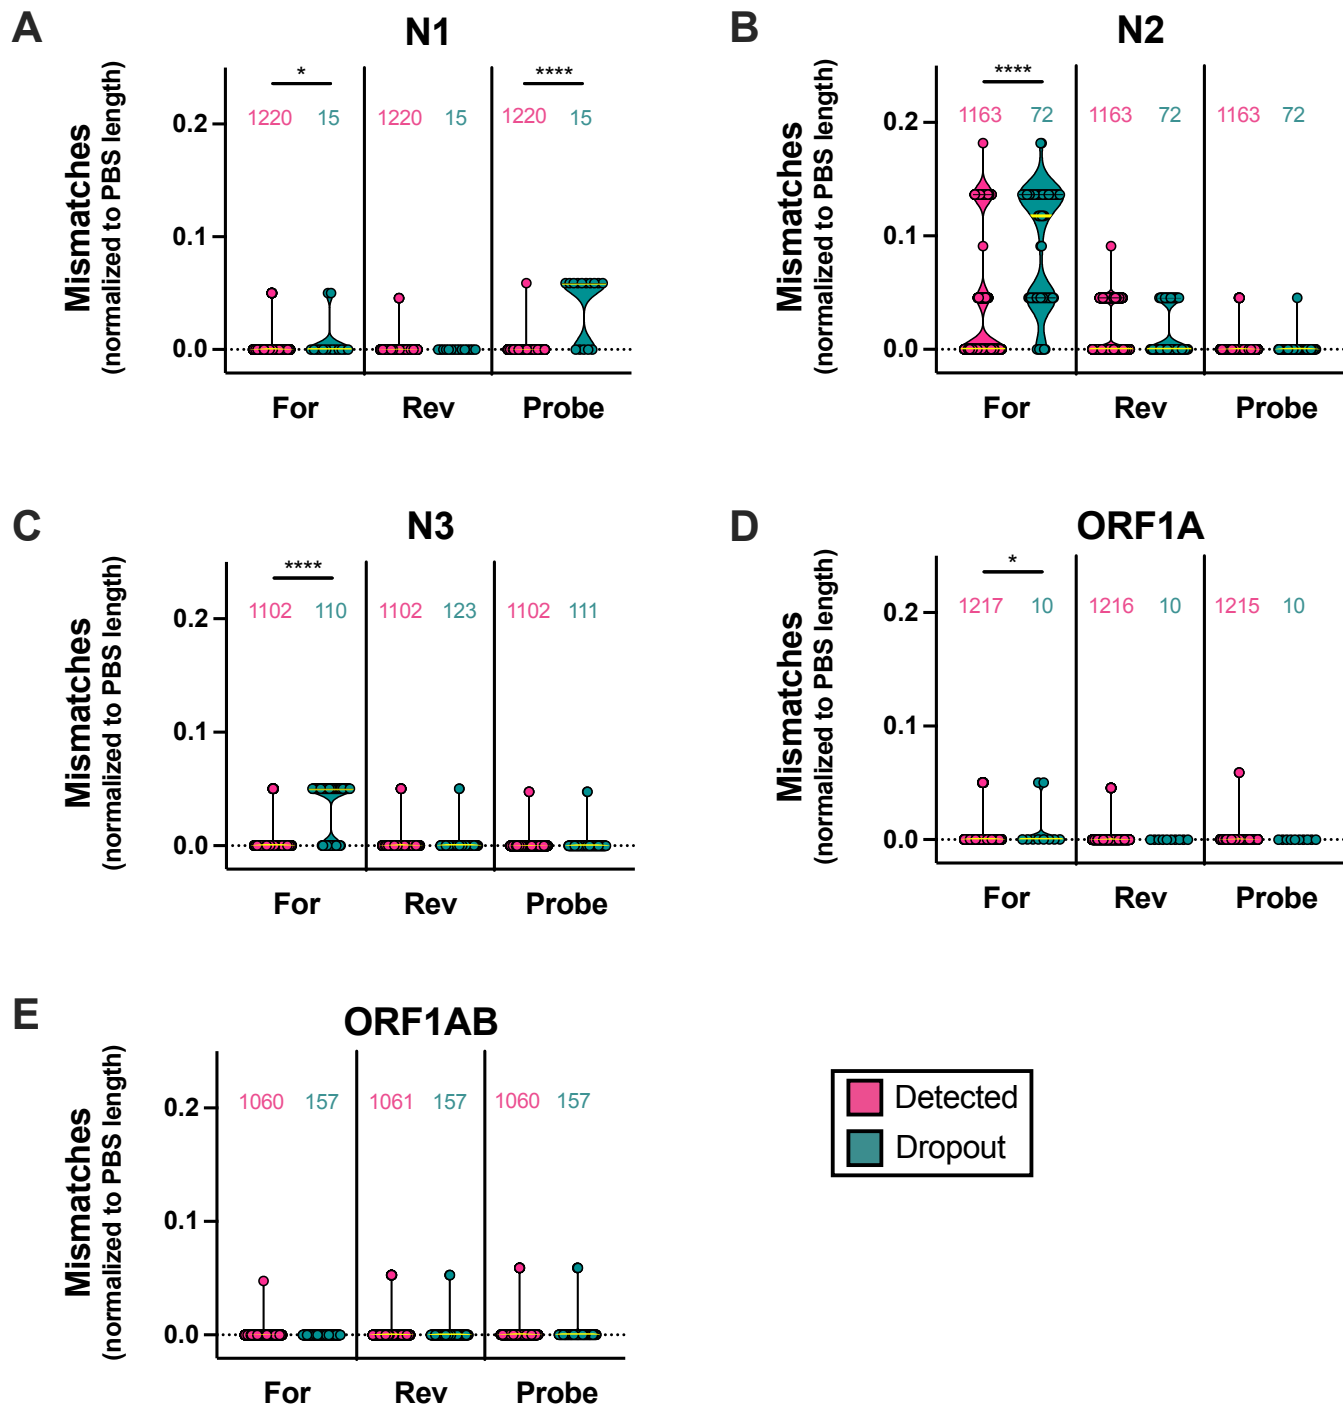 A
N1
Mismatches
(normalized to PBS length)
0.2
0.1
0.0
*
****
1220 15 1220 15 1220 15
For Rev Probe
B
N2
Mismatches
(normalized to PBS length)
0.2
0.1
0.0
****
1163 72 1163 72 1163 72
For Rev Probe
C
N3
Mismatches
(normalized to PBS length)
0.2
0.1
0.0
****
1102 110 1102 123 1102 111
For Rev Probe
D
ORF1A
Mismatches
(normalized to PBS length)
0.2
0.1
0.0
*
1217 10 1216 10 1215 10
For Rev Probe
E
ORF1AB
Mismatches
(normalized to PBS length)
0.2
0.1
0.0
1060 157 1061 157 1060 157
For Rev Probe
Detected
Dropout